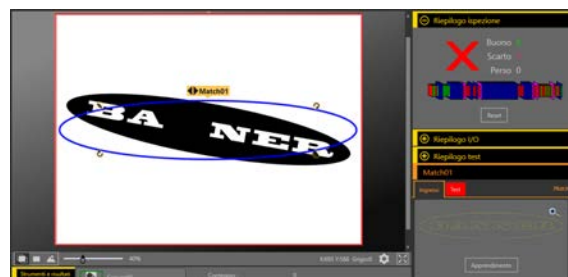 Riepilogo ispezione
Buono
Scarto
Perso 0
Reset
Match01
BA NER
Riepilogo I/O
Riepilogo test
Match01
Ingresso Test
Apprendimento
40%
Strumenti e risultati